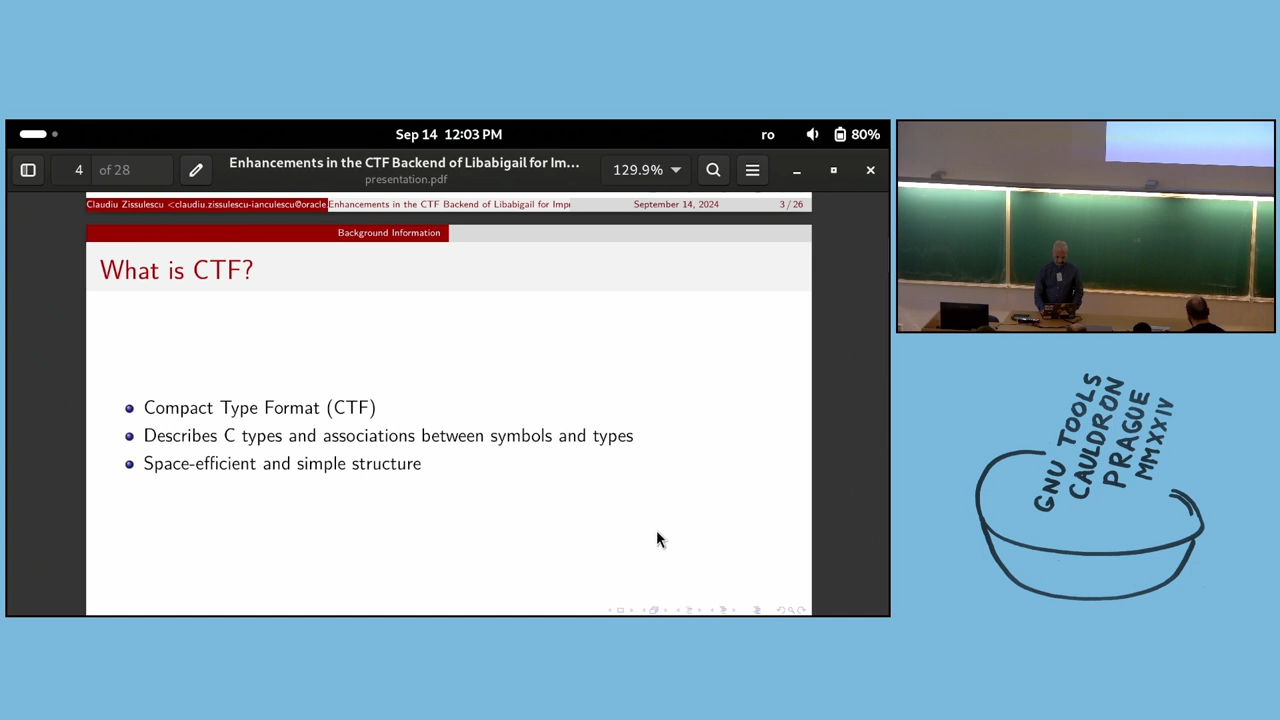 Sep 14 12:03 PM
ro
80%
4 of 28
Enhancements in the CTF Backend of Libabigail for Im...
presentation.pdf
129.9%
Claudiu Zissulescu <claudiu.zissulescu-ianculescu@oracle
Enhancements in the CTF Backend of Libabigail for Imp
September 14, 2024
3 / 26
Background Information
What is CTF?
Compact Type Format (CTF)
Describes C types and associations between symbols and types
Space-efficient and simple structure
GNU TOOLS
CAULDRON
PRAGUE
MMXXIV